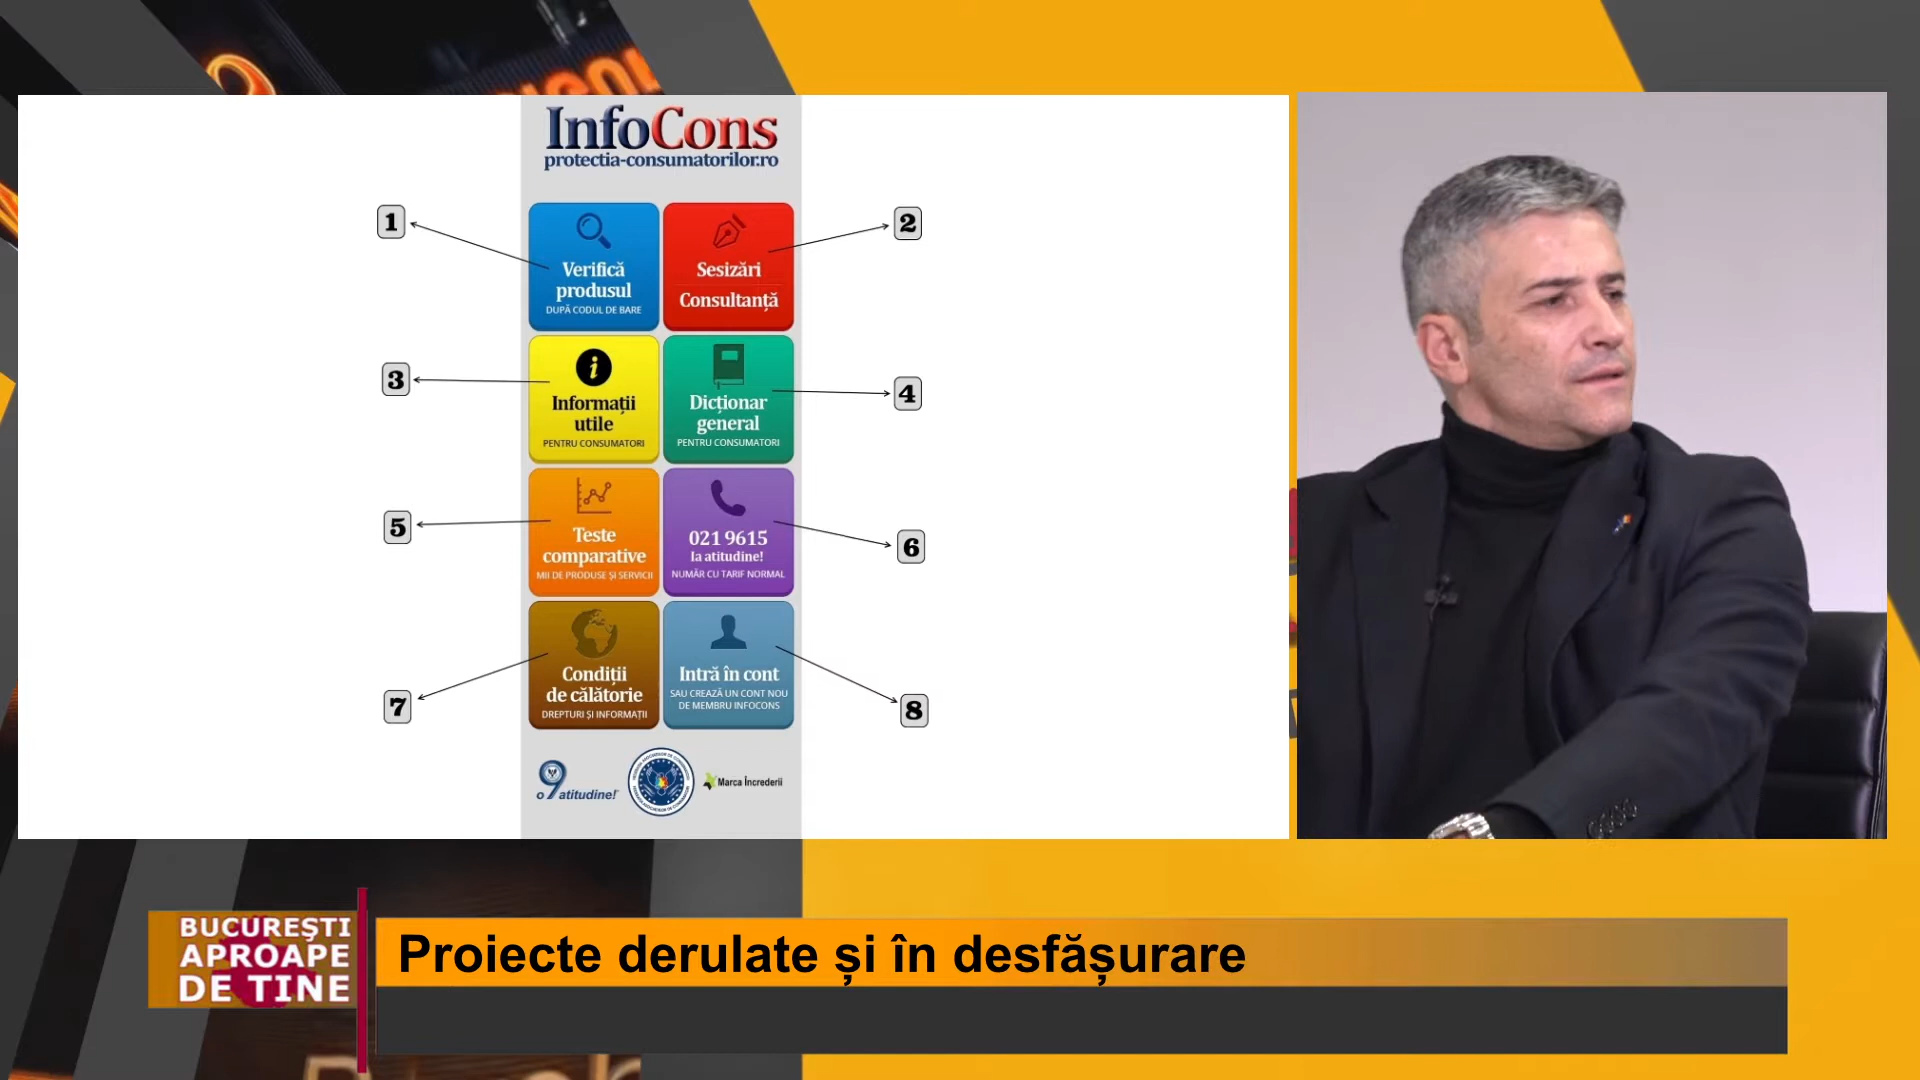 InfoCons
protectia-consumatorilor.ro
1
2
Verifică
produsul
DUPĂ CODUL DE BARE
Sesizări
Consultanță
3
4
Informații
utile
PENTRU CONSUMATORI
Dicționar
general
PENTRU CONSUMATORI
5
6
Teste
comparative
MII DE PRODUSE ȘI SERVICII
021 9615
Ia atitudine!
NUMĂR CU TARIF NORMAL
7
8
Condiții
de călătorie
DREPTURI ȘI INFORMAȚII
Intră în cont
SAU CREAZĂ UN CONT NOU
DE MEMBRU INFOCONS
o 9 atitudine!
Marca Încrederii
BUCUREŞTI
APROAPE
DE TINE
Proiecte derulate și în desfășurare